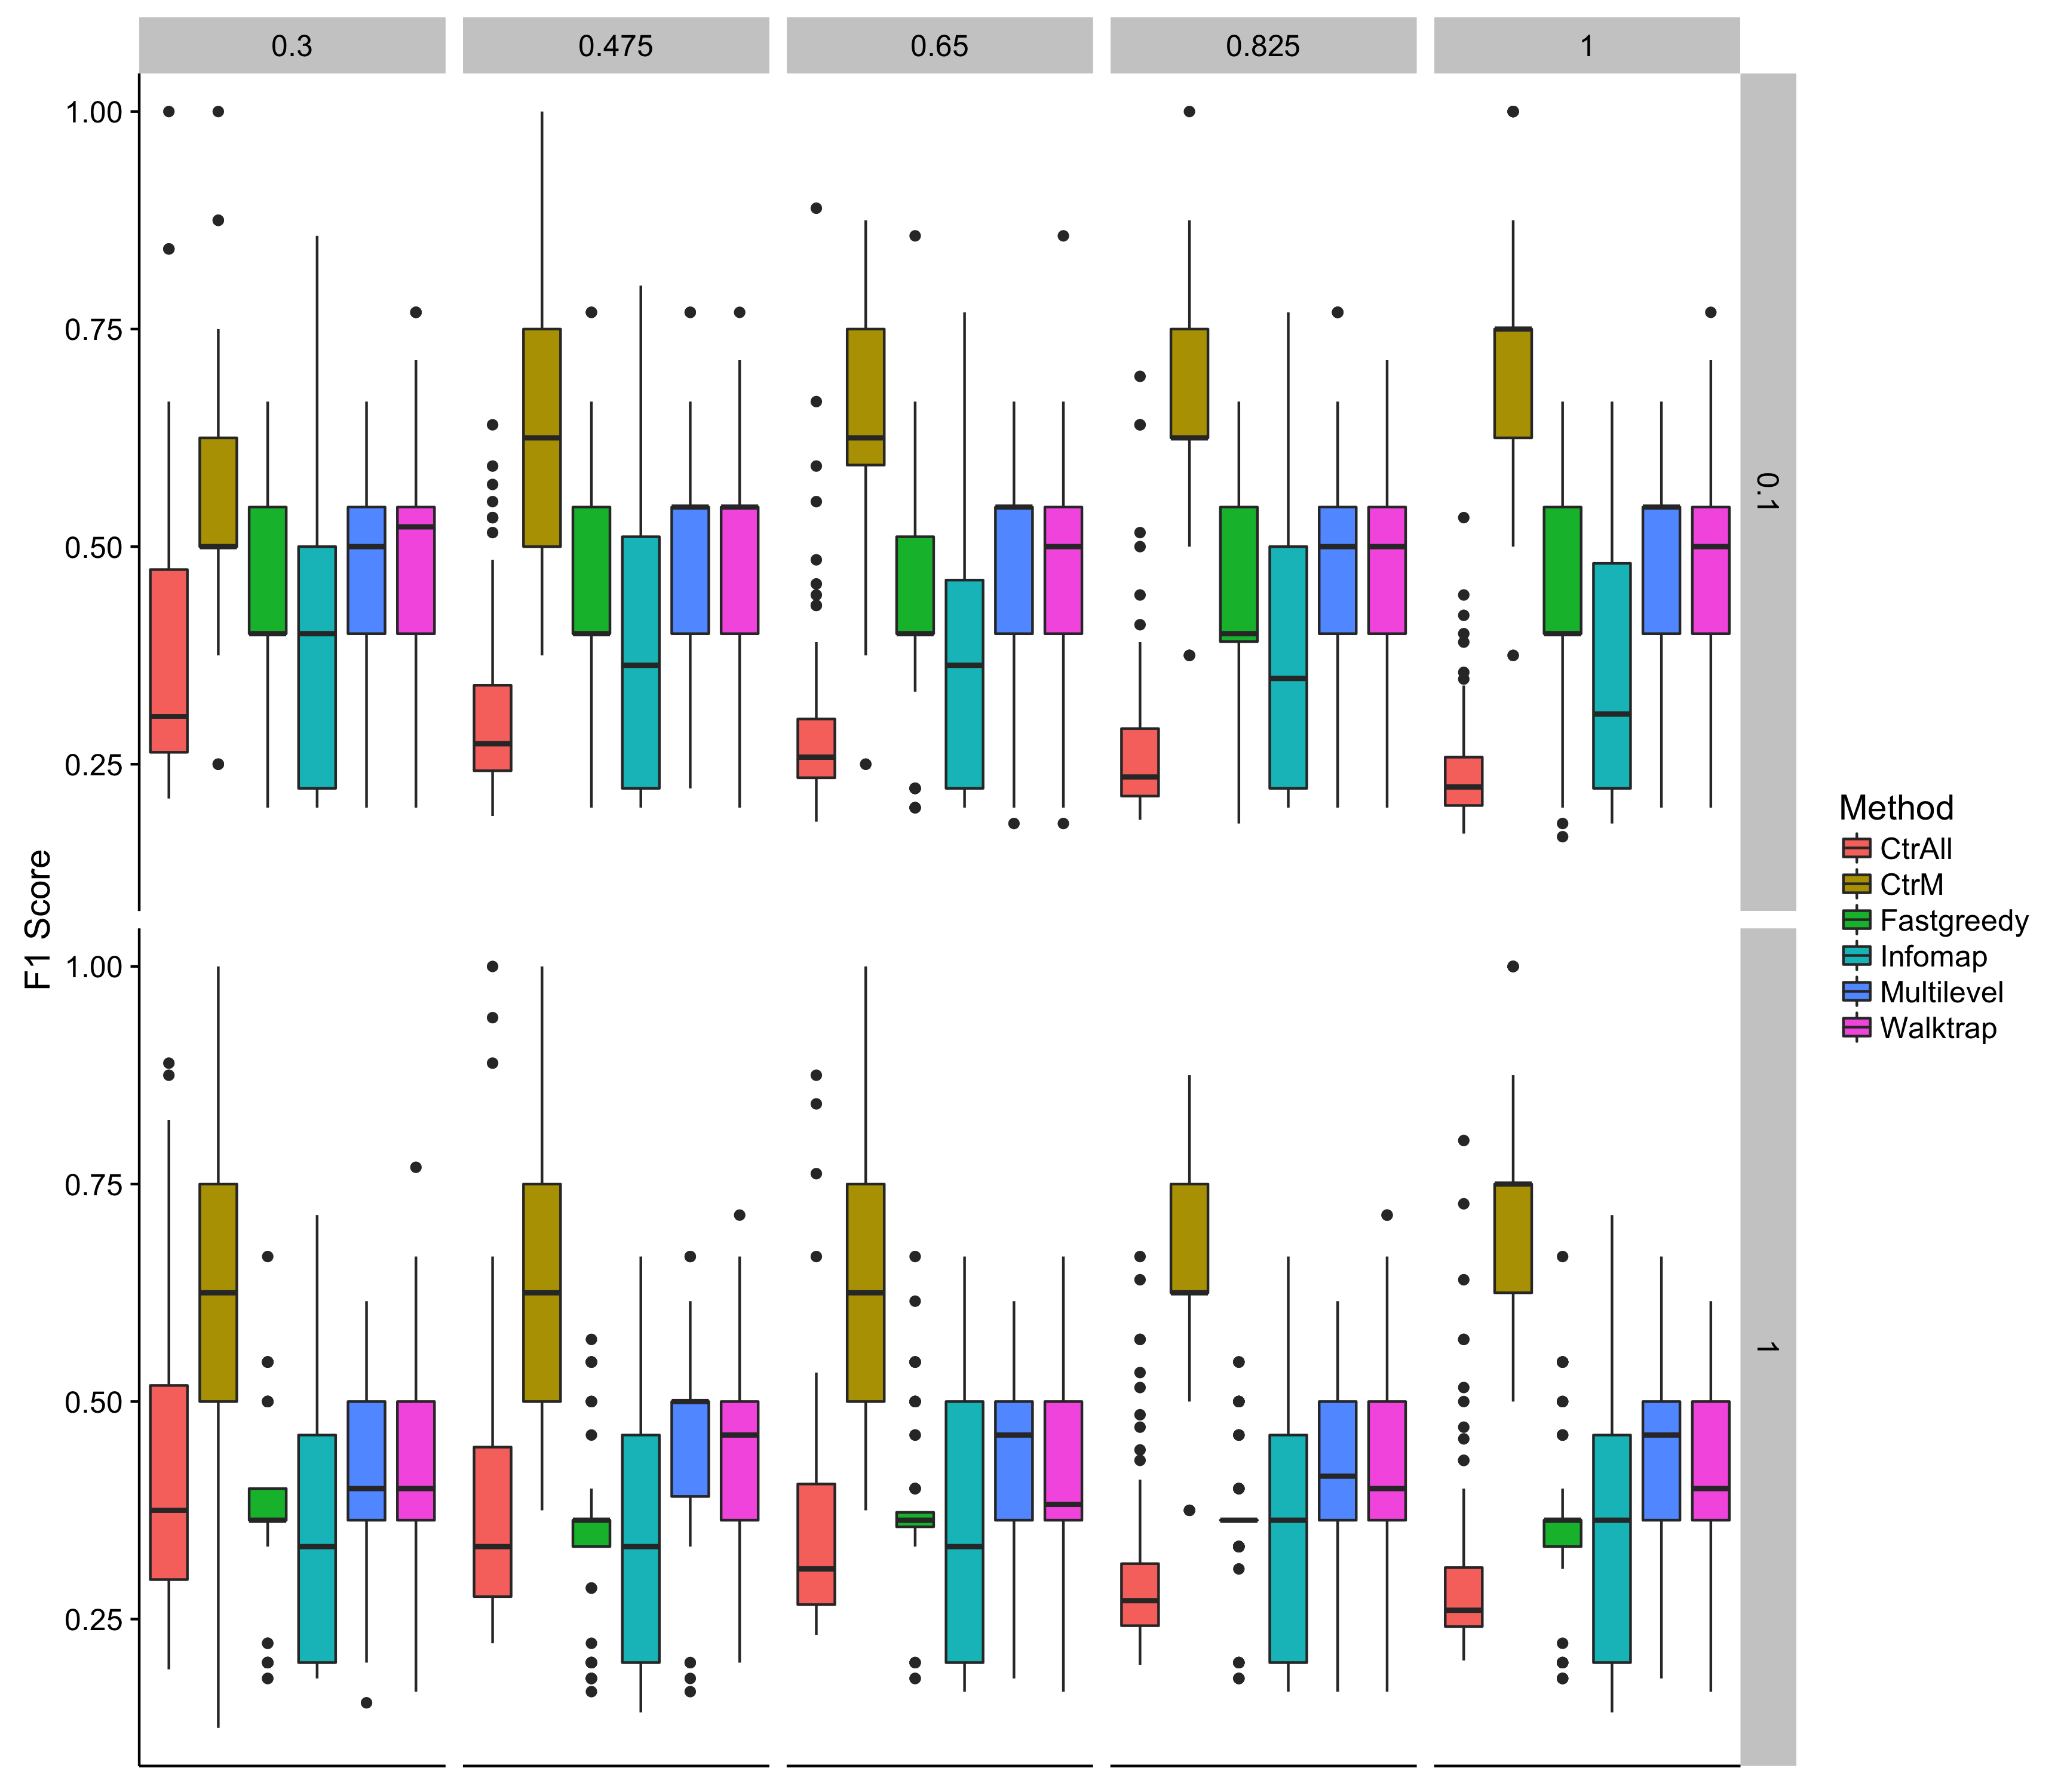 0.3 0.475 0.65 0.825 1
1.00
0.75
0.50
0.25
0.1
1.00
0.75
0.50
0.25
1
F1 Score
Method
CtrAll
CtrM
Fastgreedy
Infomap
Multilevel
Walktrap